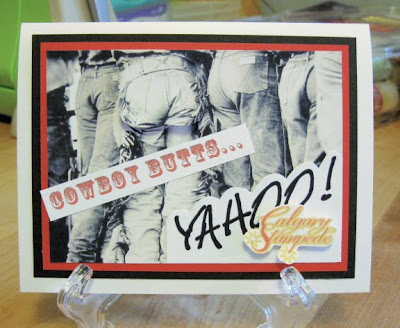 COWBOY BUTTS...
YAHOO!
Calgary
Stampede